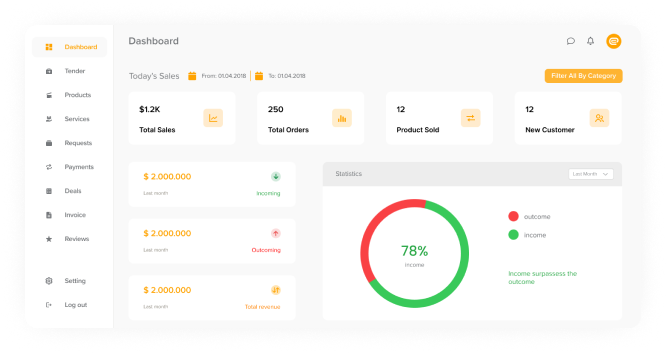 Dashboard
Tender
Products
Services
Requests
Payments
Deals
Invoice
Reviews
Setting
Log out
Dashboard
Today's Sales From: 01.04.2018 To: 01.04.2018 Filter All By Category
$1.2K
Total Sales
250
Total Orders
12
Product Sold
12
New Customer
$ 2.000.000
Last month Incoming
$ 2.000.000
Last month Outcoming
$ 2.000.000
Last month Total revenue
Statistics Last Month
78%
Income
outcome
income
Income surpassess the
outcome